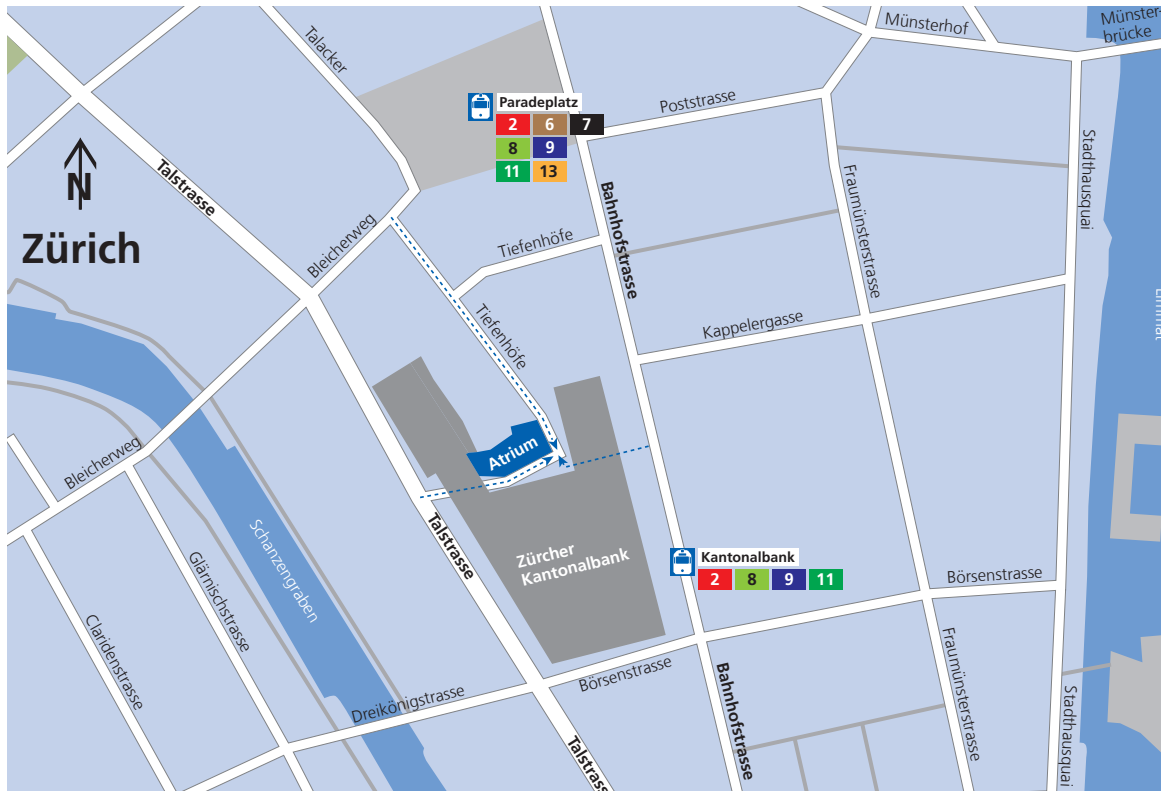 Münsterhof
Münster-
brücke
Talacker
Paradeplatz
2 6 7
8 9
11 13
Poststrasse
Stadthausquai
N
Zürich
Talstrasse
Bleicherweg
Tiefenhöfe
Bahnhofstrasse
Fraumünsterstrasse
Limmat
Tiefenhöfe
Kappelergasse
Atrium
Bleicherweg
Schanzengraben
Talstrasse
Zürcher
Kantonalbank
Kantonalbank
2 8 9 11
Börsenstrasse
Glärnischstrasse
Claridenstrasse
Dreikönigstrasse
Börsenstrasse
Bahnhofstrasse
Fraumünsterstrasse
Stadthausquai
Talstrasse